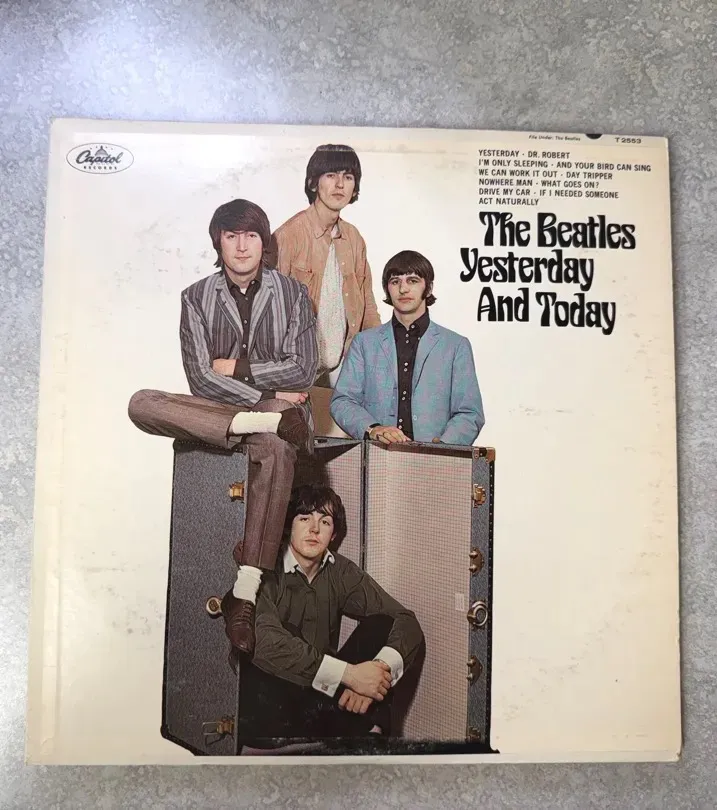 Capitol
RECORDS
File Under: The Beatles
T 2553
YESTERDAY · DR. ROBERT
I'M ONLY SLEEPING · AND YOUR BIRD CAN SING
WE CAN WORK IT OUT · DAY TRIPPER
NOWHERE MAN · WHAT GOES ON?
DRIVE MY CAR · IF I NEEDED SOMEONE
ACT NATURALLY
The Beatles
Yesterday
And Today